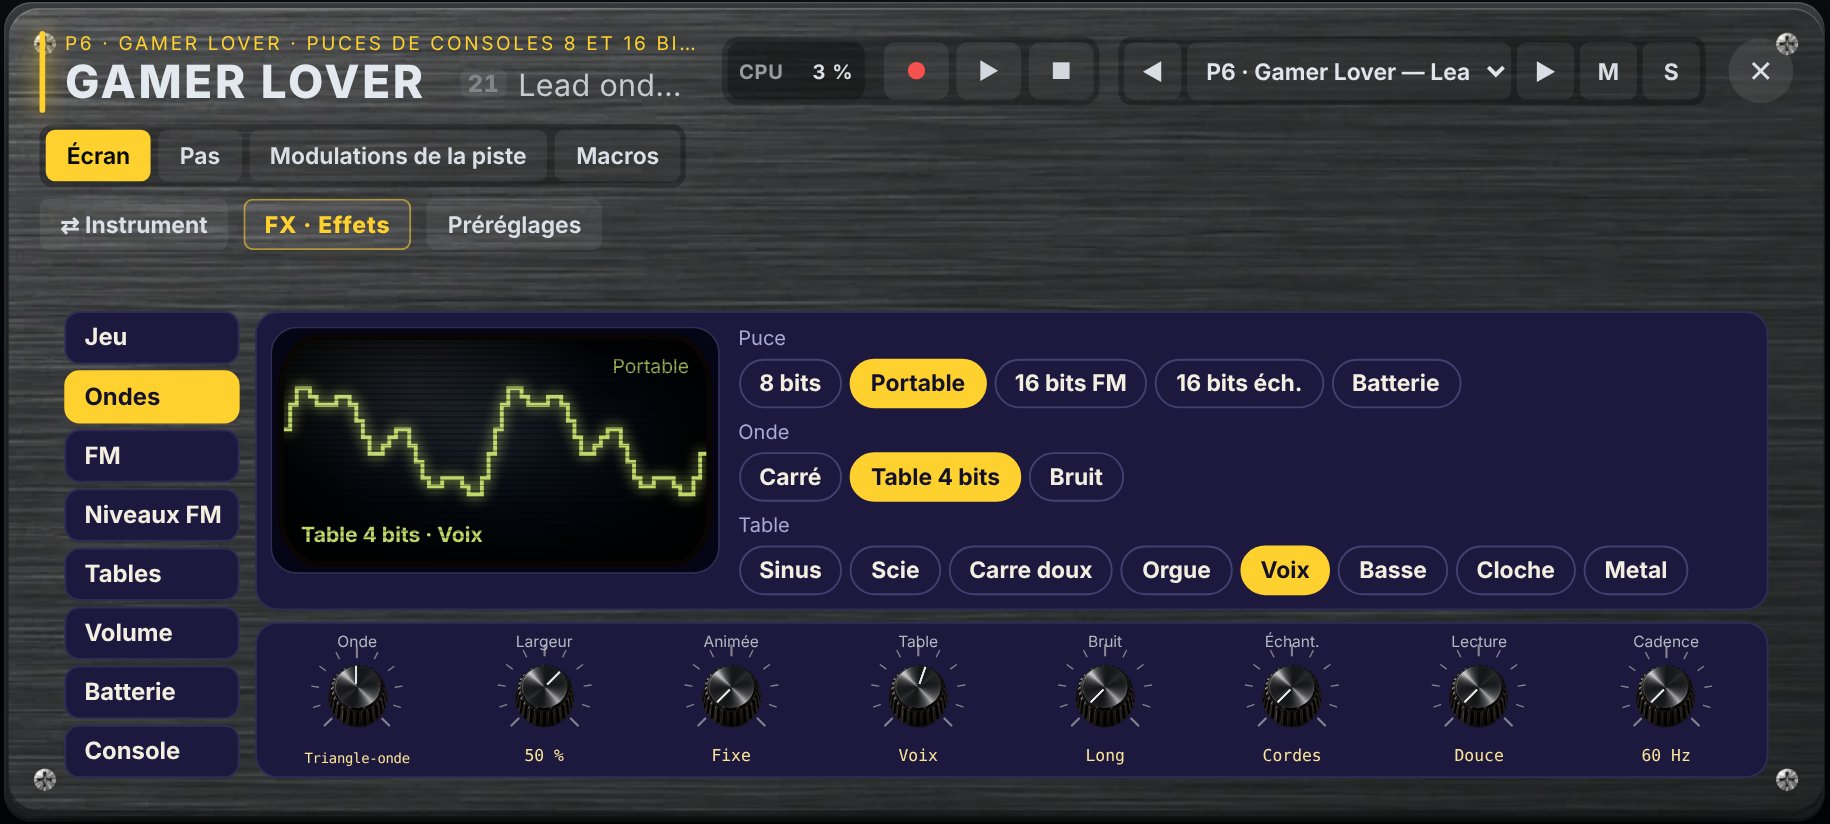 P6 · GAMER LOVER · PUCES DE CONSOLES 8 ET 16 BI…
GAMER LOVER 21 Lead ond…
CPU 3 %
P6 · Gamer Lover — Lea
M S
Écran Pas Modulations de la piste Macros
⇄ Instrument FX · Effets Préréglages
Jeu
Ondes
FM
Niveaux FM
Tables
Volume
Batterie
Console
Portable
Table 4 bits · Voix
Puce
8 bits Portable 16 bits FM 16 bits éch. Batterie
Onde
Carré Table 4 bits Bruit
Table
Sinus Scie Carre doux Orgue Voix Basse Cloche Metal
Onde Largeur Animée Table Bruit Échant. Lecture Cadence
Triangle-onde 50 % Fixe Voix Long Cordes Douce 60 Hz